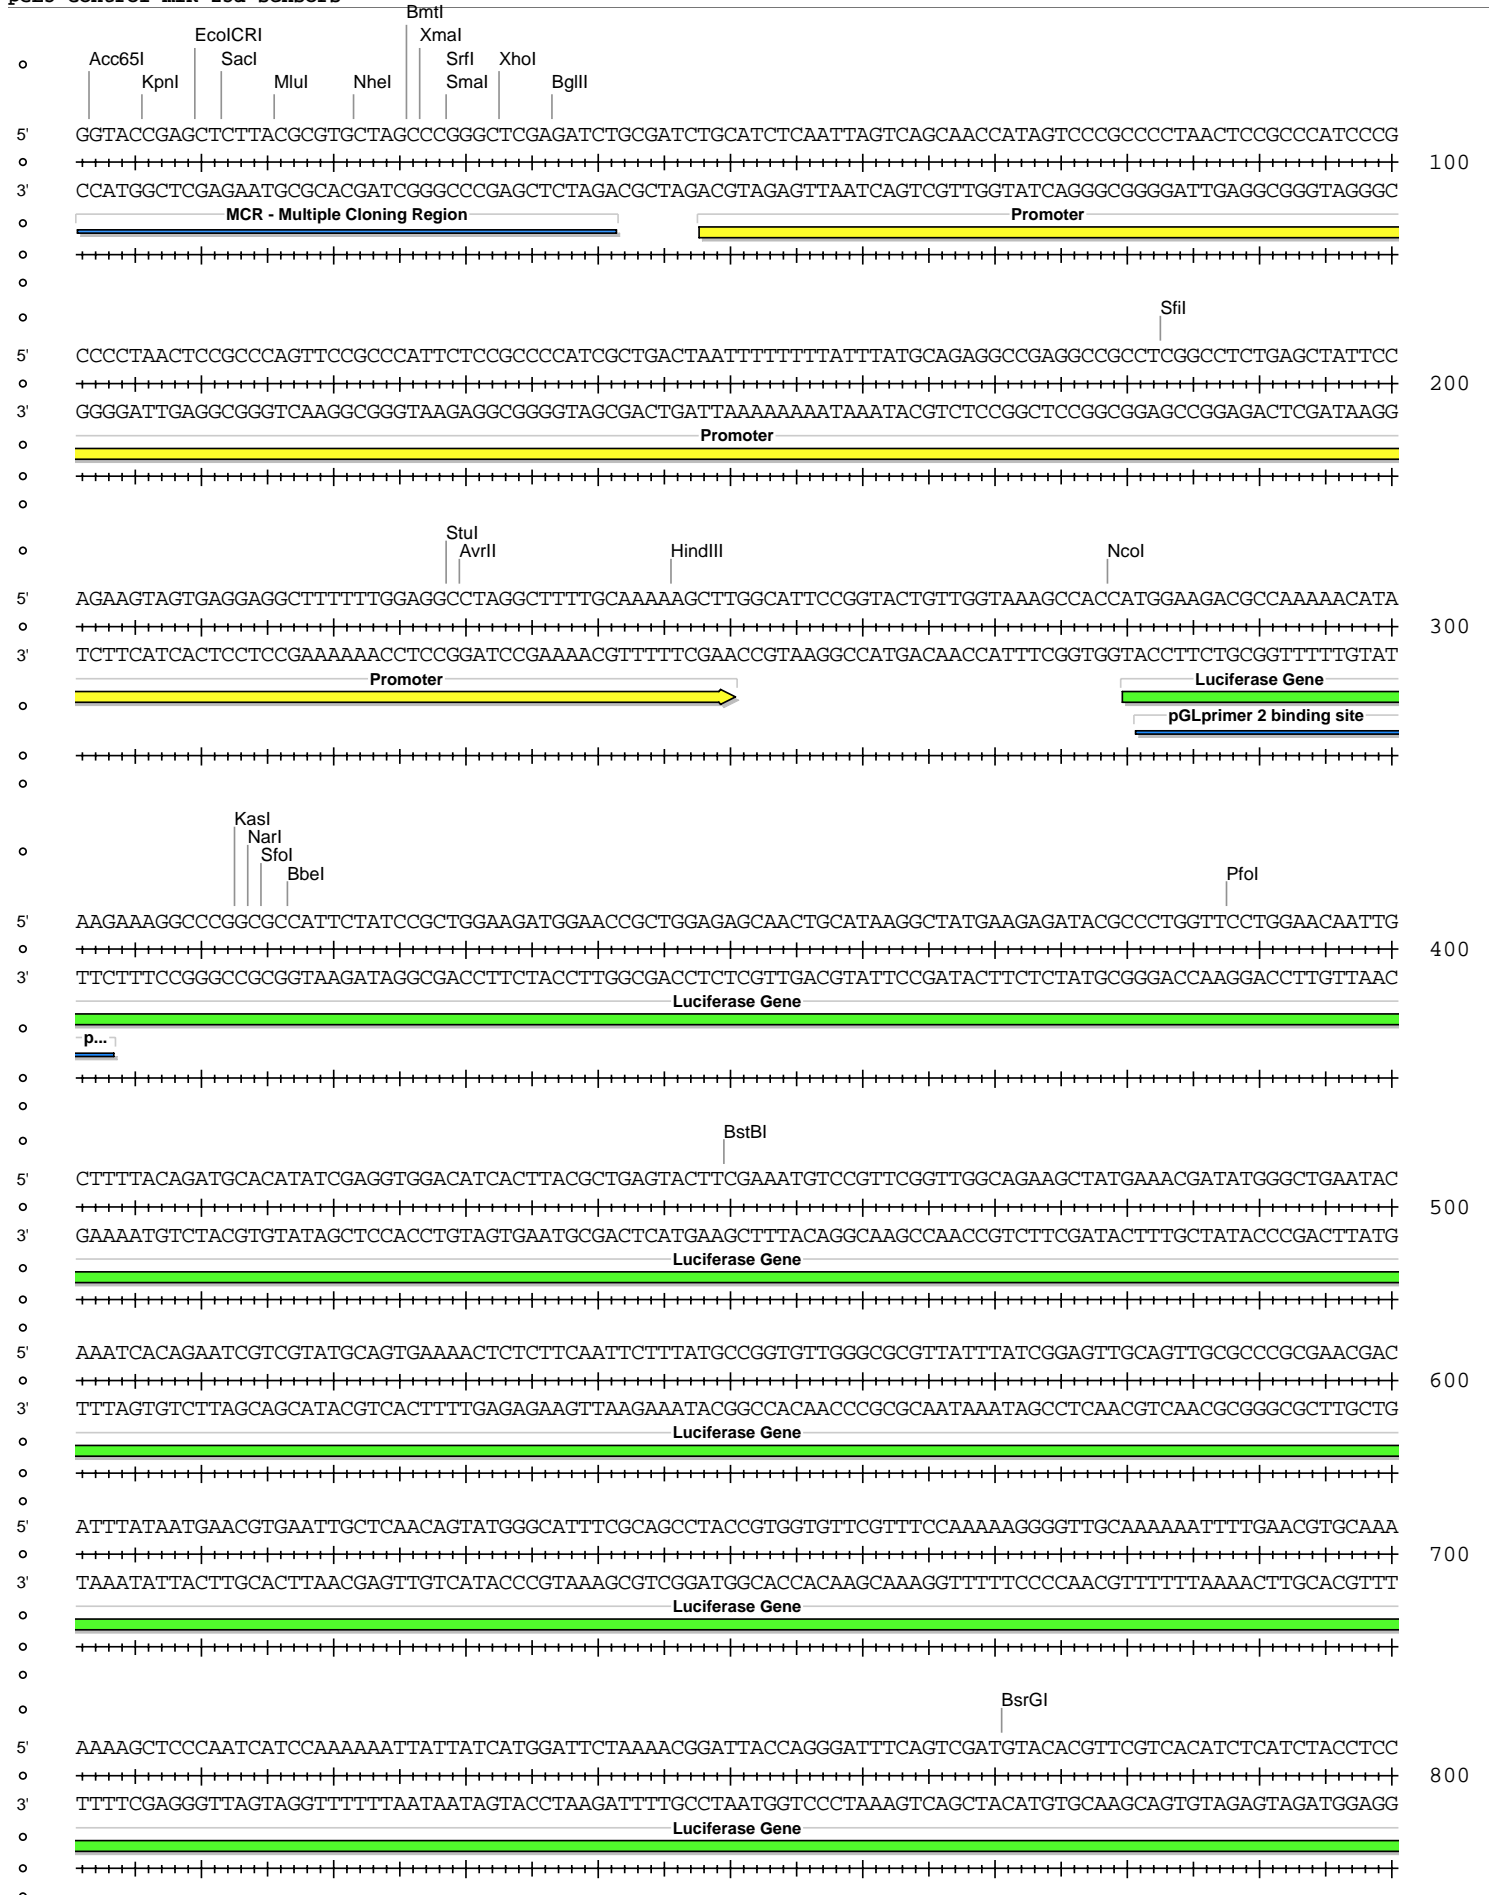 BmtI
EcoICRI XmaI
Acc65I SacI SrfI XhoI
KpnI MluI NheI SmaI BglII
5' GGTACCGAGCTCTTACGCGTGCTAGCCCGGGCTCGAGATCTGCGATCTGCATCTCAATTAGTCAGCAACCATAGTCCCGCCCCTAACTCCGCCCATCCCG
100
3' CCATGGCTCGAGAATGCGCACGATCGGGCCCGAGCTCTAGACGCTAGACGTAGAGTTAATCAGTCGTTGGTATCAGGGCGGGGATTGAGGCGGGTAGGGC
MCR - Multiple Cloning Region Promoter
SfiI
5' CCCCTAACTCCGCCCAGTTCCGCCCATTCTCCGCCCCATCGCTGACTAATTTTTTTTATTTATGCAGAGGCCGAGGCCGCCTCGGCCTCTGAGCTATTCC
200
3' GGGGATTGAGGCGGGTCAAGGCGGGTAAGAGGCGGGGTAGCGACTGATTAAAAAAAATAAATACGTCTCCGGCTCCGGCGGAGCCGGAGACTCGATAAGG
Promoter
StuI
AvrII HindIII NcoI
5' AGAAGTAGTGAGGAGGCTTTTTTGGAGGCCTAGGCTTTTGCAAAAAGCTTGGCATTCCGGTACTGTTGGTAAAGCCACCATGGAAGACGCCAAAAACATA
300
3' TCTTCATCACTCCTCCGAAAAAACCTCCGGATCCGAAAACGTTTTTCGAACCGTAAGGCCATGACAACCATTTCGGTGGTACCTTCTGCGGTTTTTGTAT
Promoter Luciferase Gene
pGLprimer 2 binding site
KasI
NarI
SfoI
BbeI PfoI
5' AAGAAAGGCCCGGCGCCATTCTATCCGCTGGAAGATGGAACCGCTGGAGAGCAACTGCATAAGGCTATGAAGAGATACGCCCTGGTTCCTGGAACAATTG
400
3' TTCTTTCCGGGCCGCGGTAAGATAGGCGACCTTCTACCTTGGCGACCTCTCGTTGACGTATTCCGATACTTCTCTATGCGGGACCAAGGACCTTGTTAAC
Luciferase Gene
p...
BstBI
5' CTTTTACAGATGCACATATCGAGGTGGACATCACTTACGCTGAGTACTTCGAAATGTCCGTTCGGTTGGCAGAAGCTATGAAACGATATGGGCTGAATAC
500
3' GAAAATGTCTACGTGTATAGCTCCACCTGTAGTGAATGCGACTCATGAAGCTTTACAGGCAAGCCAACCGTCTTCGATACTTTGCTATACCCGACTTATG
Luciferase Gene
5' AAATCACAGAATCGTCGTATGCAGTGAAAACTCTCTTCAATTCTTTATGCCGGTGTTGGGCGCGTTATTTATCGGAGTTGCAGTTGCGCCCGCGAACGAC
600
3' TTTAGTGTCTTAGCAGCATACGTCACTTTTGAGAGAAGTTAAGAAATACGGCCACAACCCGCGCAATAAATAGCCTCAACGTCAACGCGGGCGCTTGCTG
Luciferase Gene
5' ATTTATAATGAACGTGAATTGCTCAACAGTATGGGCATTTCGCAGCCTACCGTGGTGTTCGTTTCCAAAAAGGGGTTGCAAAAAATTTTGAACGTGCAAA
700
3' TAAATATTACTTGCACTTAACGAGTTGTCATACCCGTAAAGCGTCGGATGGCACCACAAGCAAAGGTTTTTCCCCAACGTTTTTTAAAACTTGCACGTTT
Luciferase Gene
BsrGI
5' AAAAGCTCCCAATCATCCAAAAAATTATTATCATGGATTCTAAAACGGATTACCAGGGATTTCAGTCGATGTACACGTTCGTCACATCTCATCTACCTCC
800
3' TTTTCGAGGGTTAGTAGGTTTTTTAATAATAGTACCTAAGATTTTGCCTAATGGTCCCTAAAGTCAGCTACATGTGCAAGCAGTGTAGAGTAGATGGAGG
Luciferase Gene